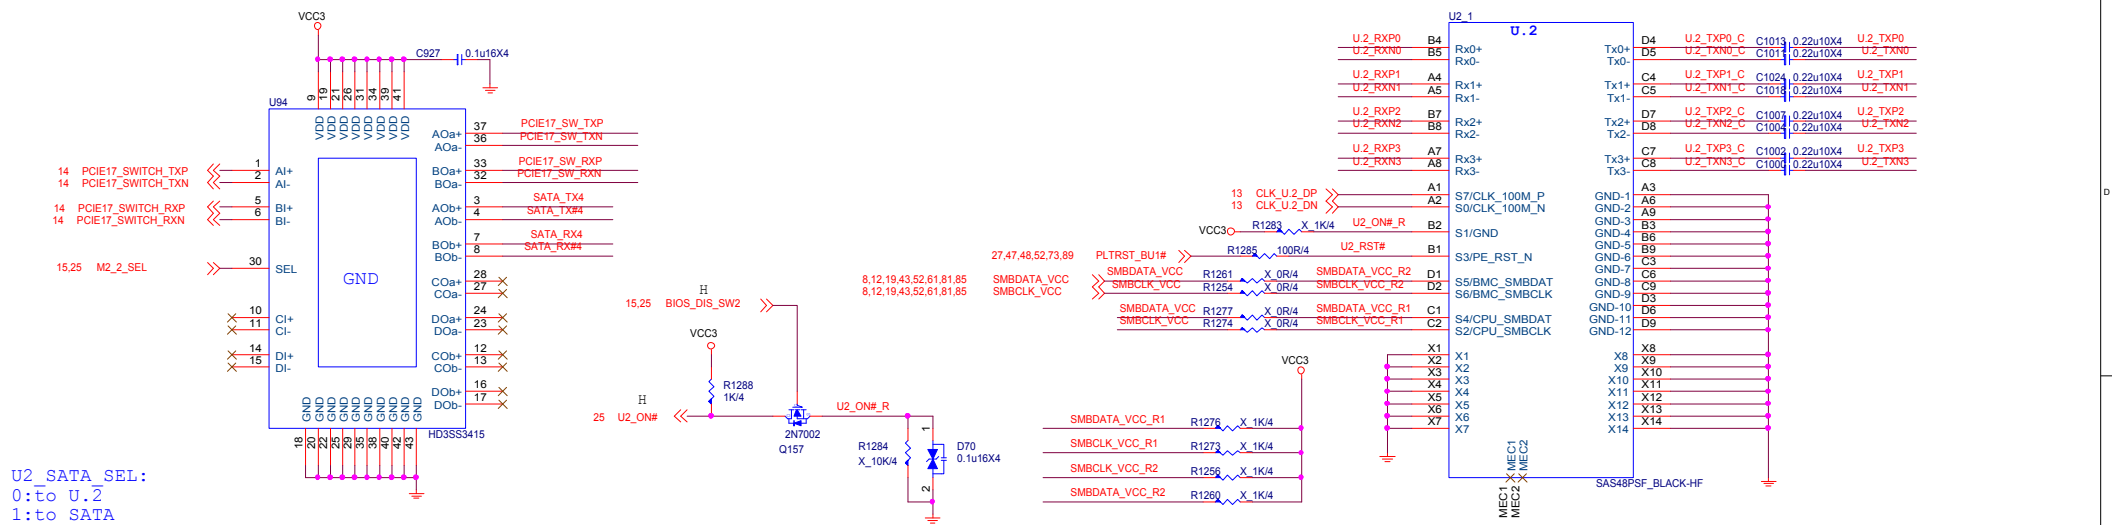 VCC3
C927 0.1u16X4
U94
9 19 21 26 31 34 39 41
VDD VDD VDD VDD VDD VDD VDD VDD
GND
14 PCIE17_SWITCH_TXP 1 AI+
14 PCIE17_SWITCH_TXN 2 AI-
14 PCIE17_SWITCH_RXP 5 BI+
14 PCIE17_SWITCH_RXN 6 BI-
15,25 M2_2_SEL 30 SEL
10 CI+
11 CI-
14 DI+
15 DI-
AOa+ 37 PCIE17_SW_TXP
AOa- 36 PCIE17_SW_TXN
BOa+ 33 PCIE17_SW_RXP
BOa- 32 PCIE17_SW_RXN
AOb+ 3 SATA_TX4
AOb- 4 SATA_TX#4
BOb+ 7 SATA_RX4
BOb- 8 SATA_RX#4
COa+ 28
COa- 27
DOa+ 24
DOa- 23
COb+ 12
COb- 13
DOb+ 16
DOb- 17
GND GND GND GND GND GND GND GND GND GND
18 20 22 25 29 35 38 40 42 43
HD3SS3415
U2_SATA_SEL:
0:to U.2
1:to SATA
H
15,25 BIOS_DIS_SW2
VCC3
R1288
1K/4
H
25 U2_ON#
2N7002
Q157
U2_ON#_R
R1284
X_10K/4
1
D70
0.1u16X4
2
U2_1
U.2
U.2_RXP0 B4 Rx0+
U.2_RXN0 B5 Rx0-
U.2_RXP1 A4 Rx1+
U.2_RXN1 A5 Rx1-
U.2_RXP2 B7 Rx2+
U.2_RXN2 B8 Rx2-
U.2_RXP3 A7 Rx3+
U.2_RXN3 A8 Rx3-
13 CLK_U.2_DP A1 S7/CLK_100M_P
13 CLK_U.2_DN A2 S0/CLK_100M_N
VCC3 R1283 X_1K/4 U2_ON#_R B2 S1/GND
27,47,48,52,73,89 PLTRST_BU1# R1285 100R/4 U2_RST# B1 S3/PE_RST_N
8,12,19,43,52,61,81,85 SMBDATA_VCC SMBDATA_VCC R1261 X_0R/4 SMBDATA_VCC_R2 D1 S5/BMC_SMBDAT
8,12,19,43,52,61,81,85 SMBCLK_VCC SMBCLK_VCC R1254 X_0R/4 SMBCLK_VCC_R2 D2 S6/BMC_SMBCLK
SMBDATA_VCC R1277 X_0R/4 SMBDATA_VCC_R1 C1 S4/CPU_SMBDAT
SMBCLK_VCC R1274 X_0R/4 SMBCLK_VCC_R1 C2 S2/CPU_SMBCLK
X1 X1
X2 X2
X3 X3
X4 X4
X5 X5
X6 X6
X7 X7
Tx0+ D4 U.2_TXP0_C C1013 0.22u10X4 U.2_TXP0
Tx0- D5 U.2_TXN0_C C1011 0.22u10X4 U.2_TXN0
Tx1+ C4 U.2_TXP1_C C1024 0.22u10X4 U.2_TXP1
Tx1- C5 U.2_TXN1_C C1018 0.22u10X4 U.2_TXN1
Tx2+ D7 U.2_TXP2_C C1007 0.22u10X4 U.2_TXP2
Tx2- D8 U.2_TXN2_C C1004 0.22u10X4 U.2_TXN2
Tx3+ C7 U.2_TXP3_C C1002 0.22u10X4 U.2_TXP3
Tx3- C8 U.2_TXN3_C C1000 0.22u10X4 U.2_TXN3
GND-1 A3
GND-2 A6
GND-3 A9
GND-4 B3
GND-5 B6
GND-6 B9
GND-7 C3
GND-8 C6
GND-9 C9
GND-10 D3
GND-11 D6
GND-12 D9
X8 X8
X9 X9
X10 X10
X11 X11
X12 X12
X13 X13
X14 X14
MEC1 MEC2
MEC1 MEC2
SAS48PSF_BLACK-HF
VCC3
SMBDATA_VCC_R1 R1276 X_1K/4
SMBCLK_VCC_R1 R1273 X_1K/4
SMBCLK_VCC_R2 R1256 X_1K/4
SMBDATA_VCC_R2 R1260 X_1K/4
D